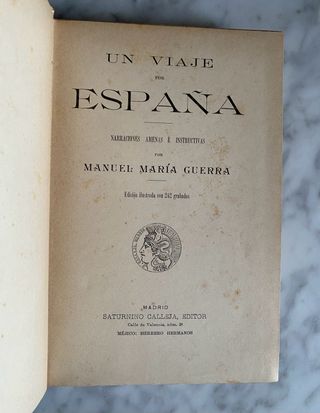 UN VIAJE
POR
ESPAÑA
NARRACIONES AMENAS É INSTRUCTIVAS
POR
MANUEL MARÍA GUERRA
Edición ilustrada con 242 grabados
MADRID
SATURNINO CALLEJA, EDITOR
Calle de Valencia, núm. 28
MÉJICO: HERRERO HERMANOS